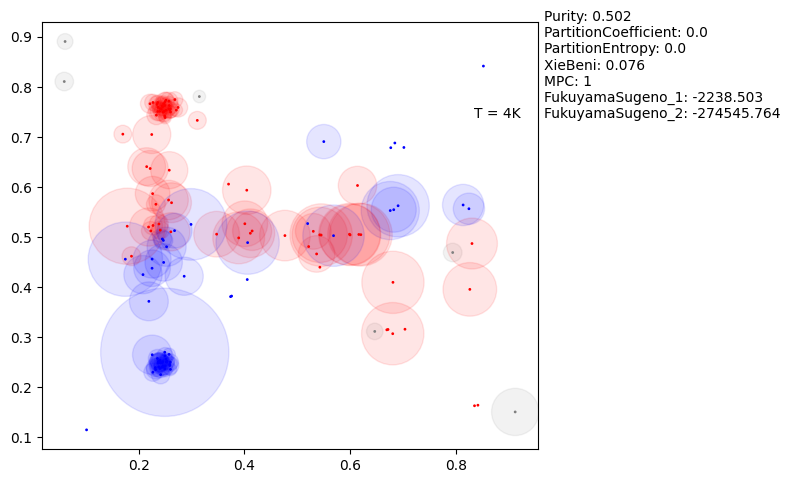 Purity: 0.502
PartitionCoefficient: 0.0
PartitionEntropy: 0.0
XieBeni: 0.076
MPC: 1
FukuyamaSugeno_1: -2238.503
FukuyamaSugeno_2: -274545.764
T = 4K
0.9
0.8
0.7
0.6
0.5
0.4
0.3
0.2
0.1
0.2 0.4 0.6 0.8